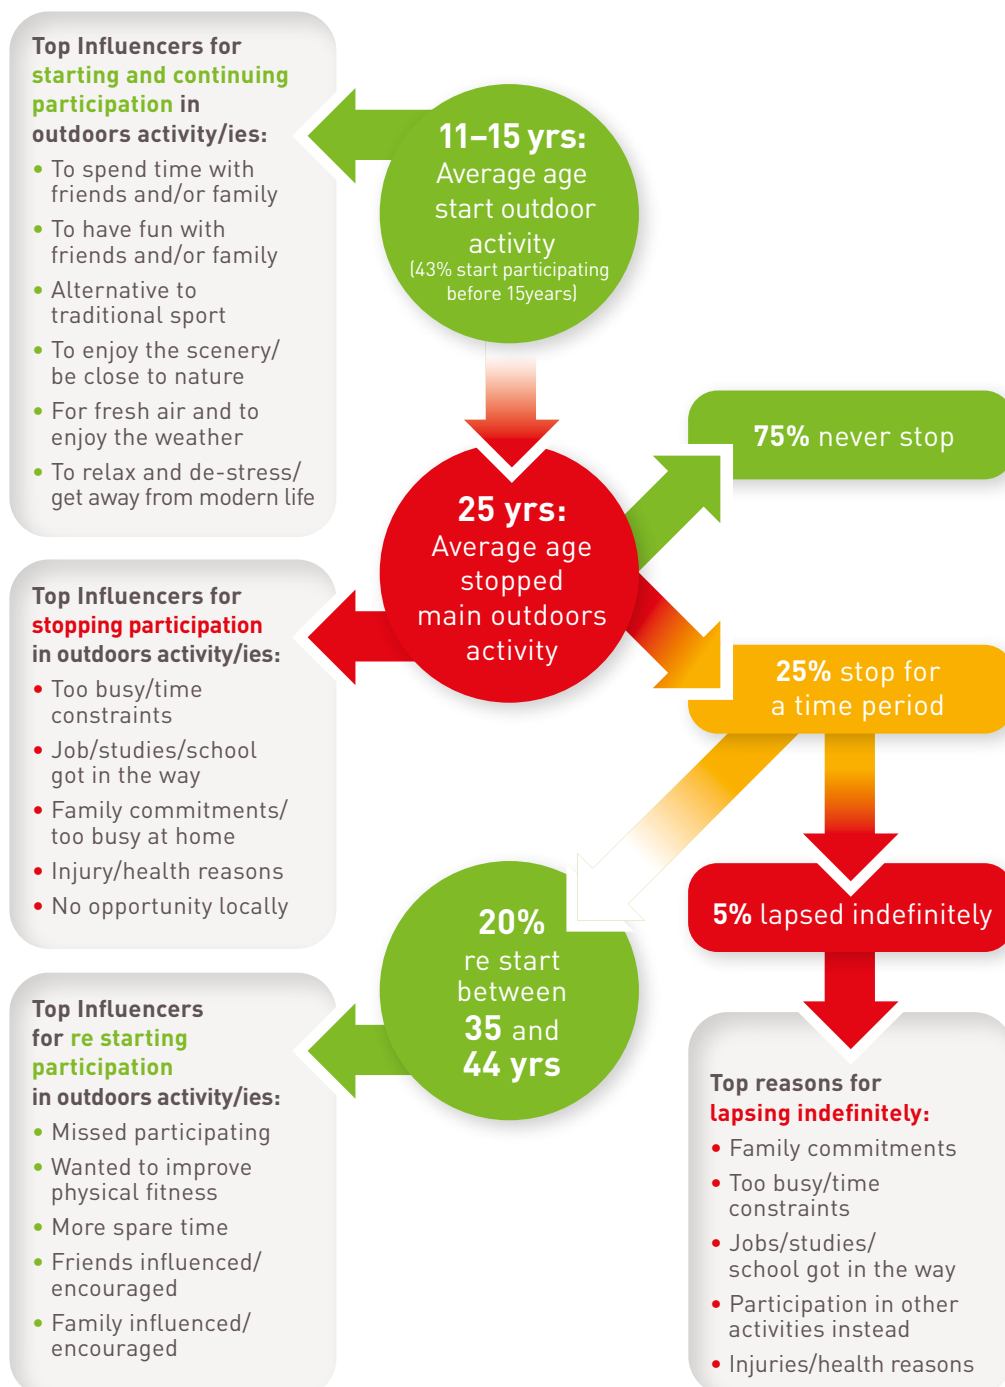 Top Influencers for
starting and continuing
participation in
outdoors activity/ies:
• To spend time with
friends and/or family
• To have fun with
friends and/or family
• Alternative to
traditional sport
• To enjoy the scenery/
be close to nature
• For fresh air and to
enjoy the weather
• To relax and de-stress/
get away from modern life
11–15 yrs:
Average age
start outdoor
activity
(43% start participating
before 15years)
75% never stop
25 yrs:
Average age
stopped
main outdoors
activity
Top Influencers for
stopping participation
in outdoors activity/ies:
• Too busy/time
constraints
• Job/studies/school
got in the way
• Family commitments/
too busy at home
• Injury/health reasons
• No opportunity locally
25% stop for
a time period
20%
re start
between
35 and
44 yrs
5% lapsed indefinitely
Top Influencers
for re starting
participation
in outdoors activity/ies:
• Missed participating
• Wanted to improve
physical fitness
• More spare time
• Friends influenced/
encouraged
• Family influenced/
encouraged
Top reasons for
lapsing indefinitely:
• Family commitments
• Too busy/time
constraints
• Jobs/studies/
school got in the way
• Participation in other
activities instead
• Injuries/health reasons